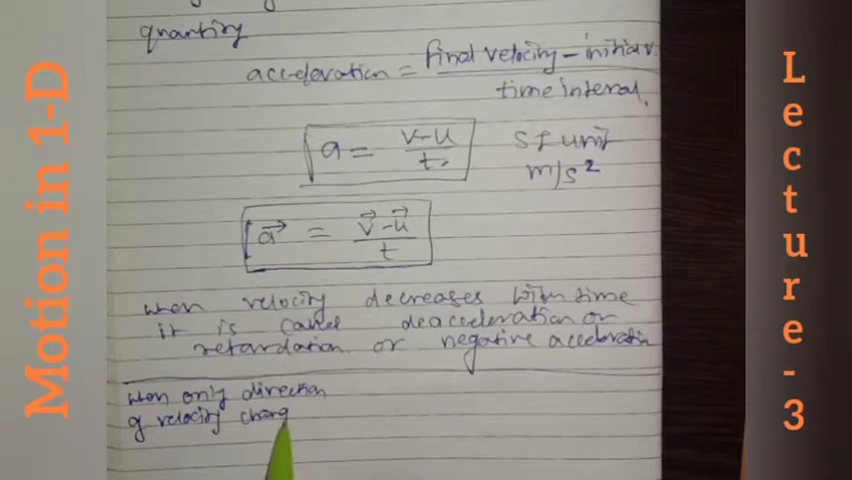 Motion in 1-D
quantity
acceleration = final velocity - initial v
time interval.
a = v-u
t
SI unit
m/s²
a⃗ = v⃗-u⃗
t
when velocity decreases with time
it is called deacceleration or
retardation or negative acceleration
when only direction
of velocity chang
Lecture-3